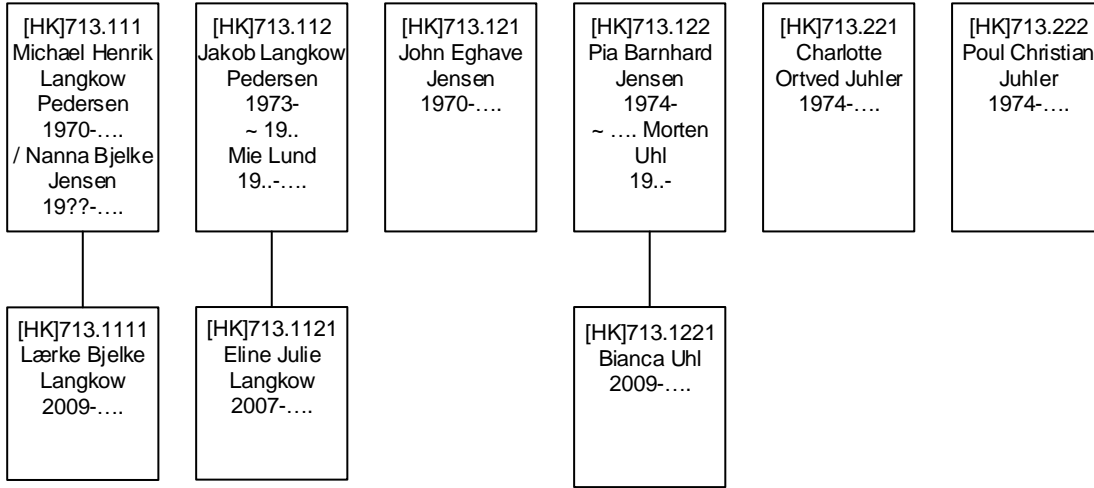 [HK]713.111
Michael Henrik
Langkow
Pedersen
1970-….
/ Nanna Bjelke
Jensen
19??-….
[HK]713.112
Jakob Langkow
Pedersen
1973-
~ 19..
Mie Lund
19..-….
[HK]713.121
John Eghave
Jensen
1970-….
[HK]713.122
Pia Barnhard
Jensen
1974-
~ …. Morten
Uhl
19..-
[HK]713.221
Charlotte
Ortved Juhler
1974-….
[HK]713.222
Poul Christian
Juhler
1974-….
[HK]713.1111
Lærke Bjelke
Langkow
2009-….
[HK]713.1121
Eline Julie
Langkow
2007-….
[HK]713.1221
Bianca Uhl
2009-….